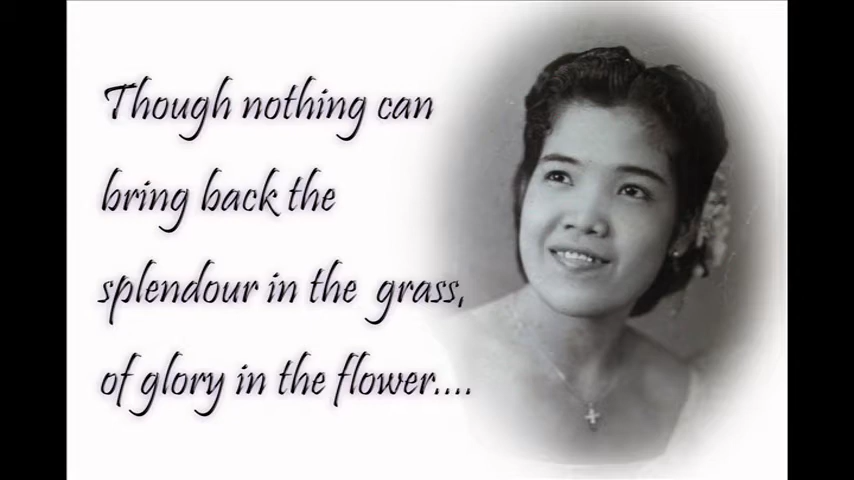 Though nothing can
bring back the
splendour in the grass,
of glory in the flower....